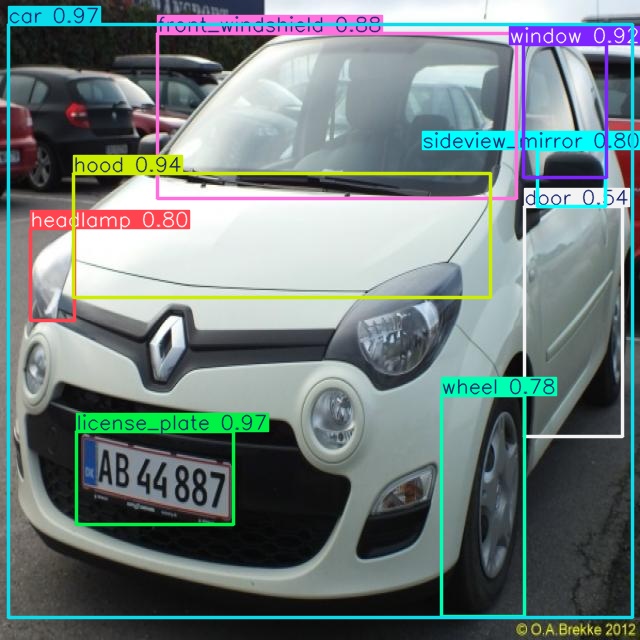 car 0.97
front_windshield 0.88
window 0.92
sideview_mirror 0.80
hood 0.94
door 0.54
headlamp 0.80
wheel 0.78
license_plate 0.97
DK
AB 44 887
© O.A.Brekke 2012